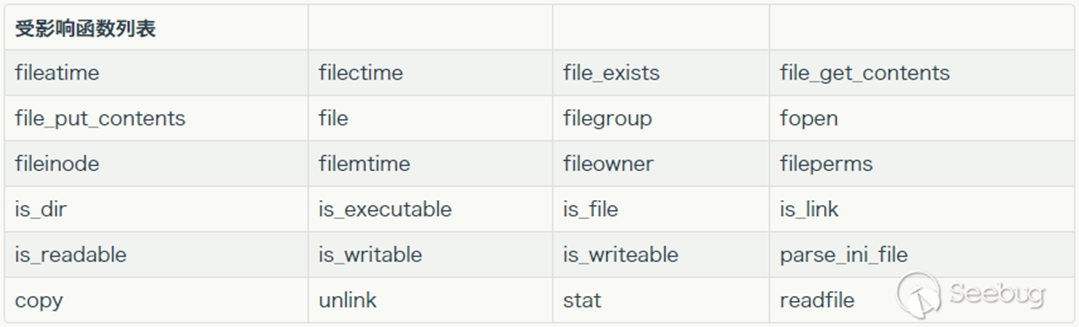 受影响函数列表
fileatime filectime file_exists file_get_contents
file_put_contents file filegroup fopen
fileinode filemtime fileowner fileperms
is_dir is_executable is_file is_link
is_readable is_writable is_writeable parse_ini_file
copy unlink stat readfile
Seebug